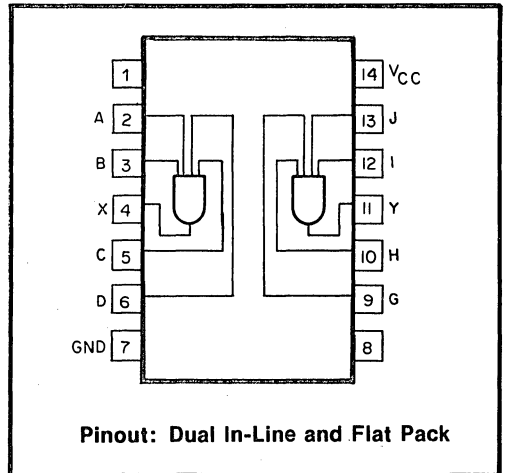 1 14 VCC
A 2 13 J
B 3 12 I
X 4 11 Y
C 5 10 H
D 6 9 G
GND 7 8
Pinout: Dual In-Line and Flat Pack